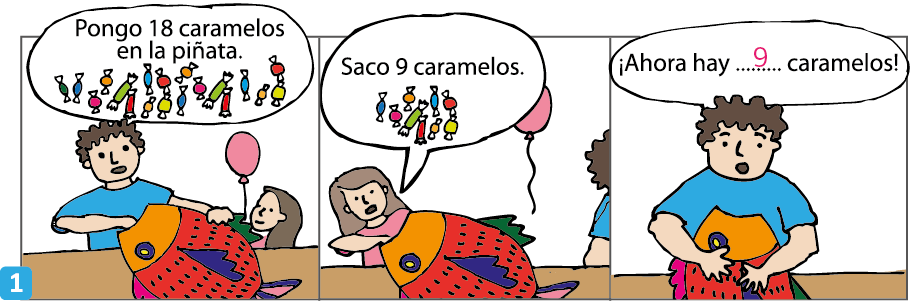 Pongo 18 caramelos
en la piñata.
Saco 9 caramelos.
¡Ahora hay ...9... caramelos!
1